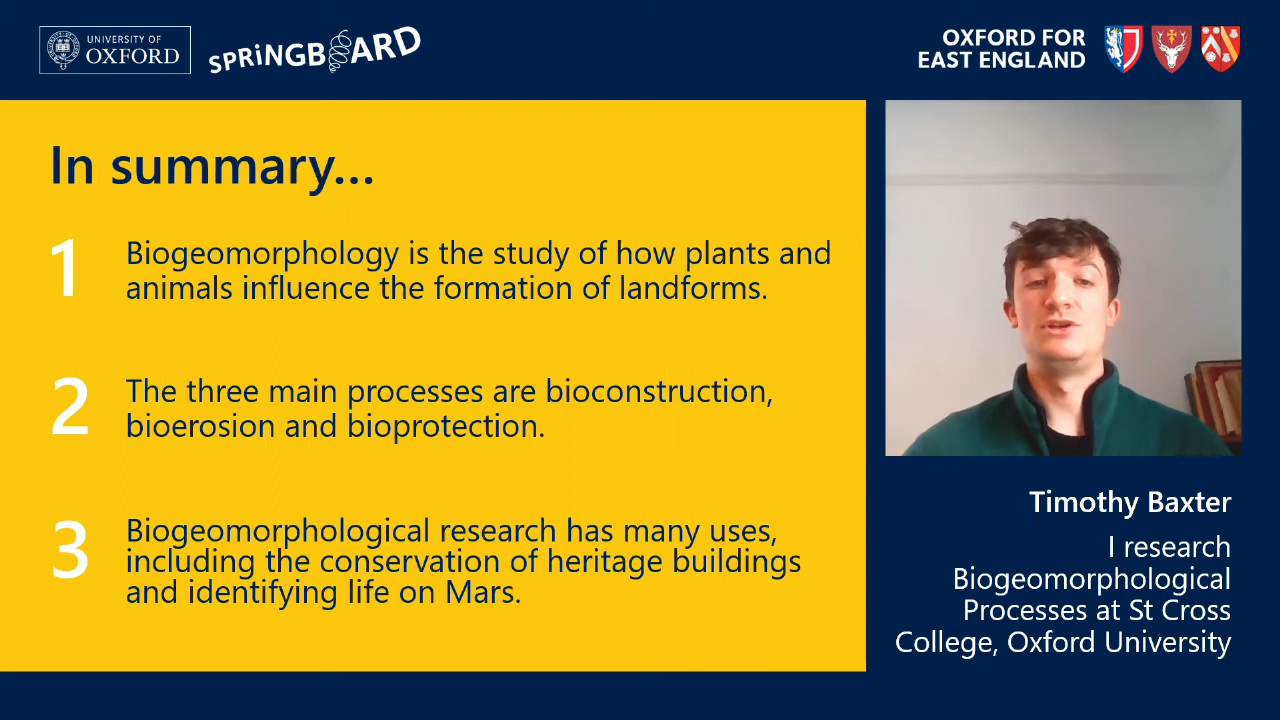 UNIVERSITY OF
OXFORD
SPRiNGBOARD
OXFORD FOR
EAST ENGLAND
In summary...
1
Biogeomorphology is the study of how plants and
animals influence the formation of landforms.
2
The three main processes are bioconstruction,
bioerosion and bioprotection.
3
Biogeomorphological research has many uses,
including the conservation of heritage buildings
and identifying life on Mars.
Timothy Baxter
I research
Biogeomorphological
Processes at St Cross
College, Oxford University